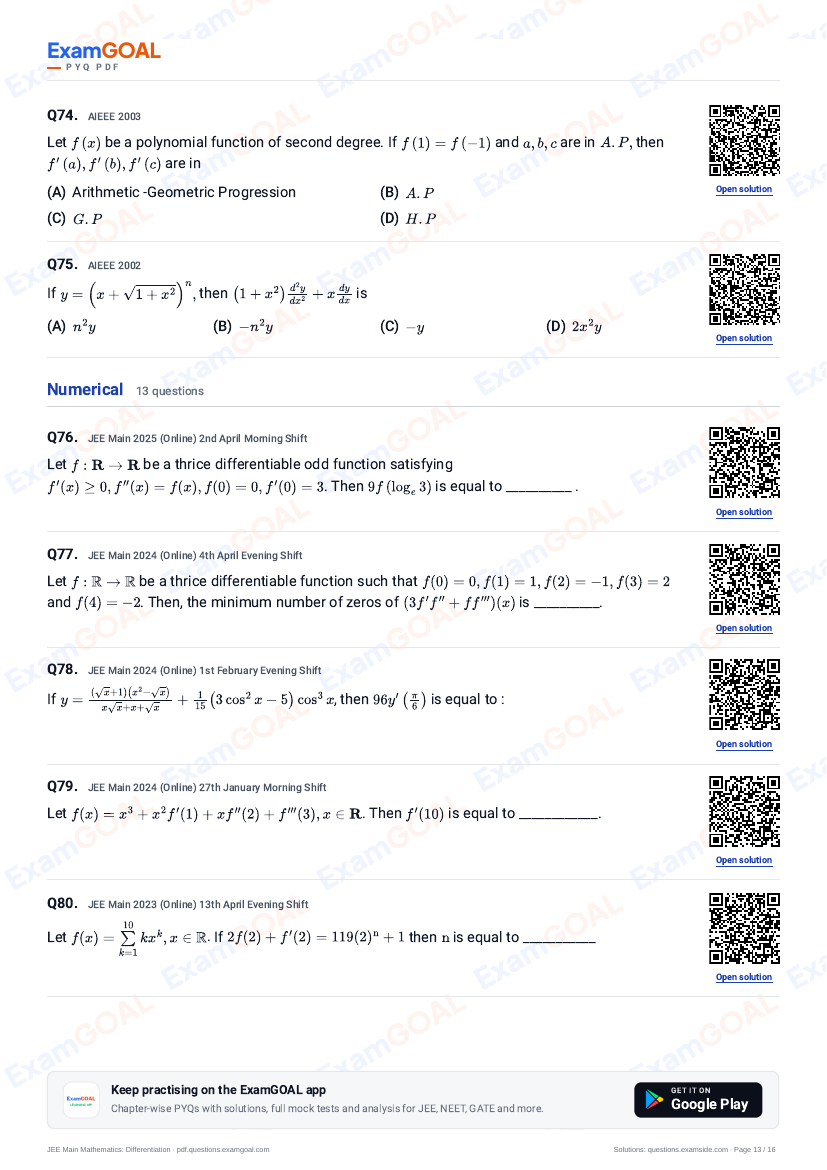 ExamGOAL
PYQ PDF
Q74. AIEEE 2003
Let f (x) be a polynomial function of second degree. If f (1) = f (−1) and a, b, c are in A. P, then
f′ (a), f′ (b), f′ (c) are in
(A) Arithmetic -Geometric Progression (B) A. P
(C) G. P (D) H. P
Open solution
Q75. AIEEE 2002
If y = (x + √(1 + x²))ⁿ, then (1 + x²) d²y/dx² + x dy/dx is
(A) n²y (B) −n²y (C) −y (D) 2x²y
Open solution
Numerical 13 questions
Q76. JEE Main 2025 (Online) 2nd April Morning Shift
Let f : R → R be a thrice differentiable odd function satisfying
f′(x) ≥ 0, f″(x) = f(x), f(0) = 0, f′(0) = 3. Then 9f (logₑ 3) is equal to __________ .
Open solution
Q77. JEE Main 2024 (Online) 4th April Evening Shift
Let f : ℝ → ℝ be a thrice differentiable function such that f(0) = 0, f(1) = 1, f(2) = −1, f(3) = 2
and f(4) = −2. Then, the minimum number of zeros of (3f′f″ + ff‴)(x) is __________.
Open solution
Q78. JEE Main 2024 (Online) 1st February Evening Shift
If y = (√x+1)(x²−√x)/(x√x+x+√x) + 1/15 (3 cos² x − 5) cos³ x, then 96y′ (π/6) is equal to :
Open solution
Q79. JEE Main 2024 (Online) 27th January Morning Shift
Let f(x) = x³ + x²f′(1) + xf″(2) + f‴(3), x ∈ R. Then f′(10) is equal to ____________.
Open solution
Q80. JEE Main 2023 (Online) 13th April Evening Shift
Let f(x) = ∑_{k=1}^{10} kxᵏ, x ∈ ℝ. If 2f(2) + f′(2) = 119(2)ⁿ + 1 then n is equal to ___________
Open solution
Keep practising on the ExamGOAL app
Chapter-wise PYQs with solutions, full mock tests and analysis for JEE, NEET, GATE and more.
GET IT ON
Google Play
JEE Main Mathematics: Differentiation · pdf.questions.examgoal.com
Solutions: questions.examside.com · Page 13 / 16